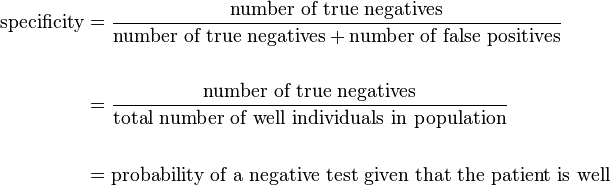 specificity = number of true negatives
number of true negatives + number of false positives
= number of true negatives
total number of well individuals in population
= probability of a negative test given that the patient is well